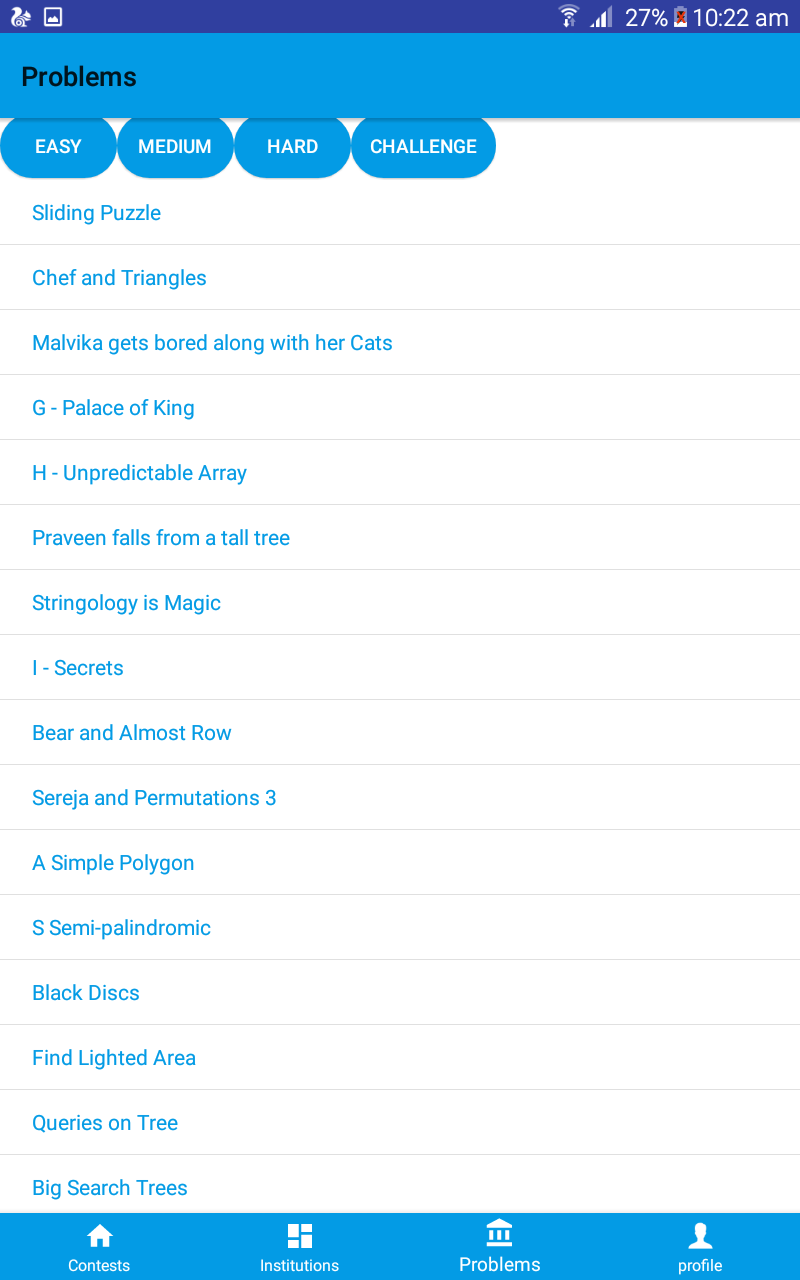 27% 10:22 am
Problems
EASY MEDIUM HARD CHALLENGE
Sliding Puzzle
Chef and Triangles
Malvika gets bored along with her Cats
G - Palace of King
H - Unpredictable Array
Praveen falls from a tall tree
Stringology is Magic
I - Secrets
Bear and Almost Row
Sereja and Permutations 3
A Simple Polygon
S Semi-palindromic
Black Discs
Find Lighted Area
Queries on Tree
Big Search Trees
Contests Institutions Problems profile